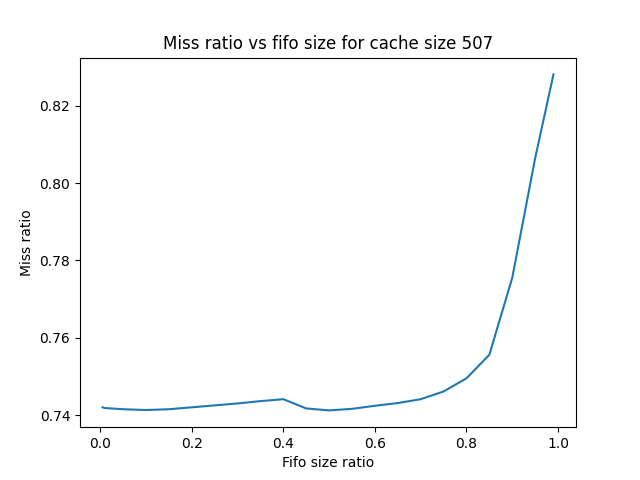 Miss ratio vs fifo size for cache size 507
0.82
0.80
0.78
0.76
0.74
Miss ratio
0.0 0.2 0.4 0.6 0.8 1.0
Fifo size ratio